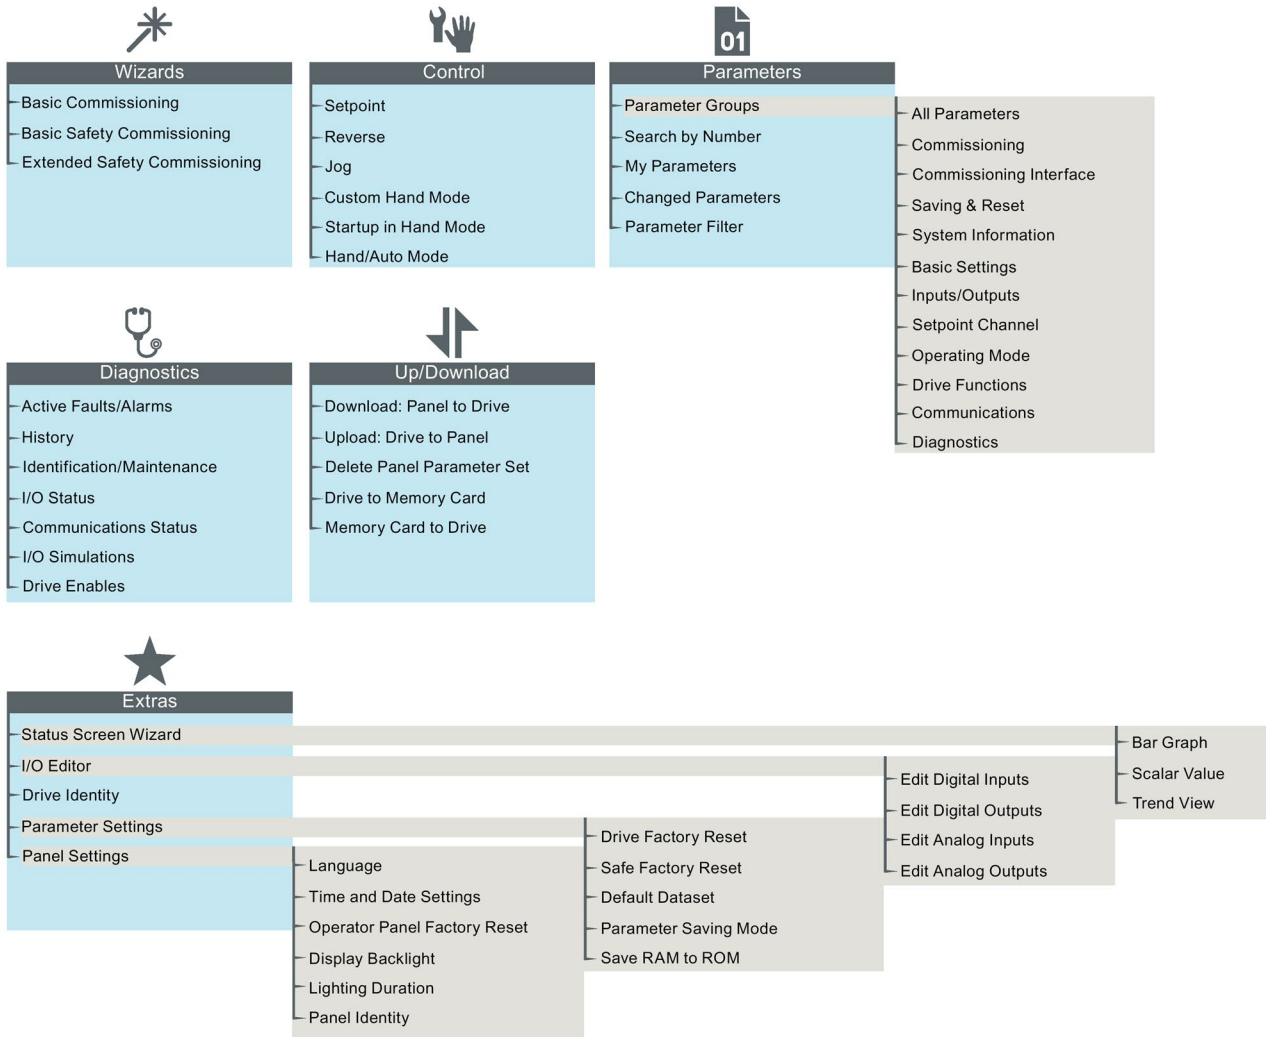 Wizards
Basic Commissioning
Basic Safety Commissioning
Extended Safety Commissioning
Control
Setpoint
Reverse
Jog
Custom Hand Mode
Startup in Hand Mode
Hand/Auto Mode
01
Parameters
Parameter Groups
Search by Number
My Parameters
Changed Parameters
Parameter Filter
All Parameters
Commissioning
Commissioning Interface
Saving & Reset
System Information
Basic Settings
Inputs/Outputs
Setpoint Channel
Operating Mode
Drive Functions
Communications
Diagnostics
Diagnostics
Active Faults/Alarms
History
Identification/Maintenance
I/O Status
Communications Status
I/O Simulations
Drive Enables
Up/Download
Download: Panel to Drive
Upload: Drive to Panel
Delete Panel Parameter Set
Drive to Memory Card
Memory Card to Drive
Extras
Status Screen Wizard
I/O Editor
Drive Identity
Parameter Settings
Panel Settings
Language
Time and Date Settings
Operator Panel Factory Reset
Display Backlight
Lighting Duration
Panel Identity
Drive Factory Reset
Safe Factory Reset
Default Dataset
Parameter Saving Mode
Save RAM to ROM
Edit Digital Inputs
Edit Digital Outputs
Edit Analog Inputs
Edit Analog Outputs
Bar Graph
Scalar Value
Trend View